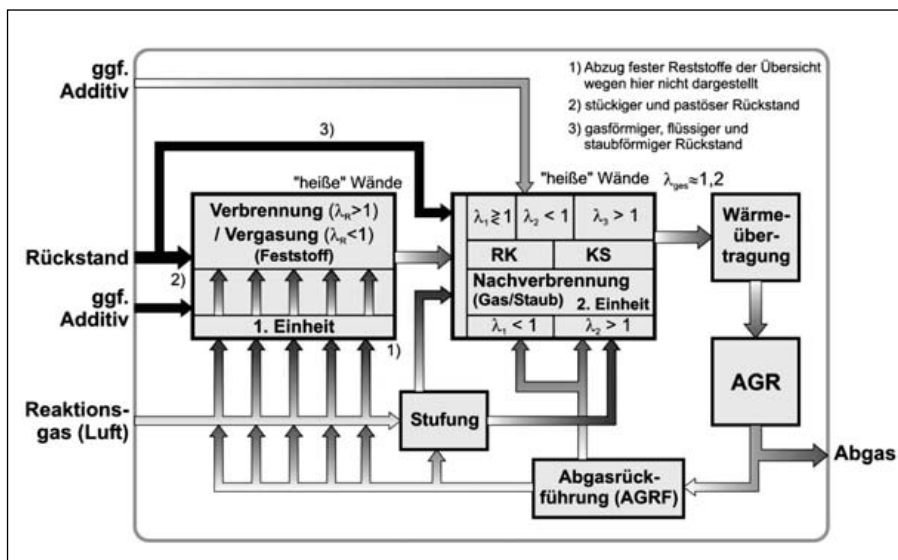 ggf.
Additiv
1) Abzug fester Reststoffe der Übersicht
wegen hier nicht dargestellt
2) stückiger und pastöser Rückstand
3) gasförmiger, flüssiger und
staubförmiger Rückstand
3)
"heiße" Wände
"heiße" Wände
λges≈1,2
Verbrennung (λR>1)
/ Vergasung (λR<1)
(Feststoff)
λ1≷1
λ2 < 1
λ3 > 1
Wärme-
über-
tragung
RK
KS
Rückstand
2)
Nachverbrennung
(Gas/Staub)
2. Einheit
ggf.
Additiv
1. Einheit
λ1 < 1
λ2 > 1
1)
AGR
Reaktions-
gas (Luft)
Stufung
Abgas
Abgasrück-
führung (AGRF)